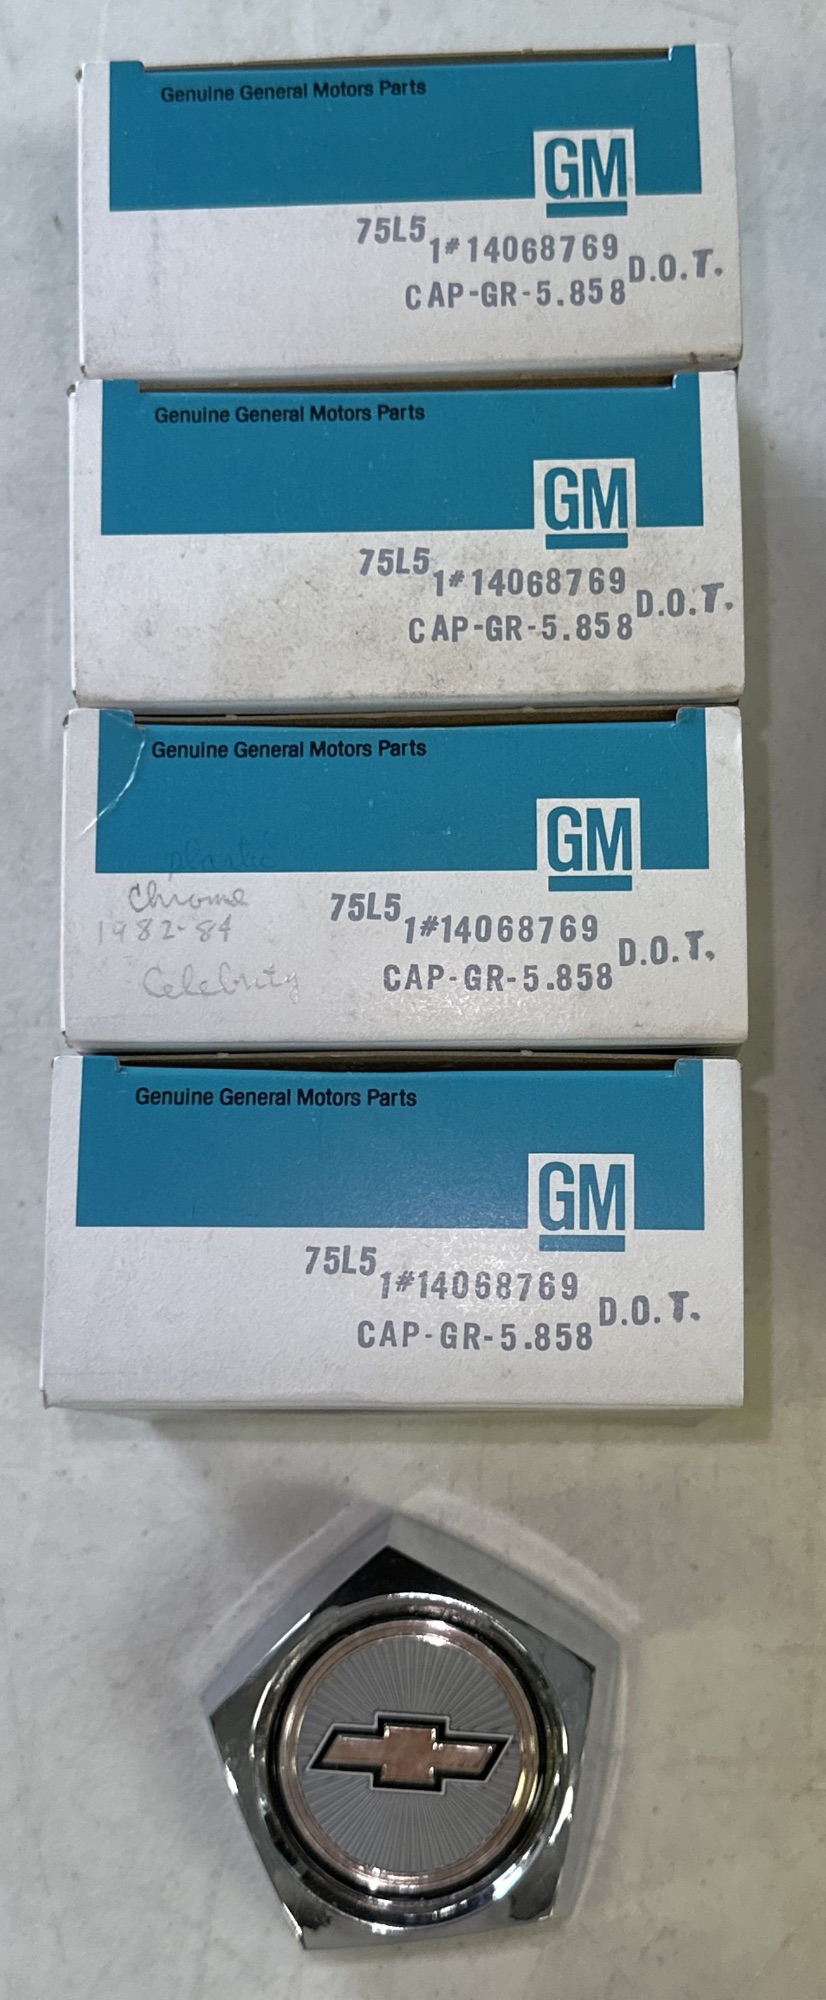 Genuine General Motors Parts
GM
75L5
1#14068769
D.O.T.
CAP-GR-5.858
Genuine General Motors Parts
GM
75L5
1#14068769
D.O.T.
CAP-GR-5.858
Genuine General Motors Parts
GM
plastic
Chrome
1982-84
Celebrity
75L5
1#14068769
D.O.T.
CAP-GR-5.858
Genuine General Motors Parts
GM
75L5
1#14068769
D.O.T.
CAP-GR-5.858